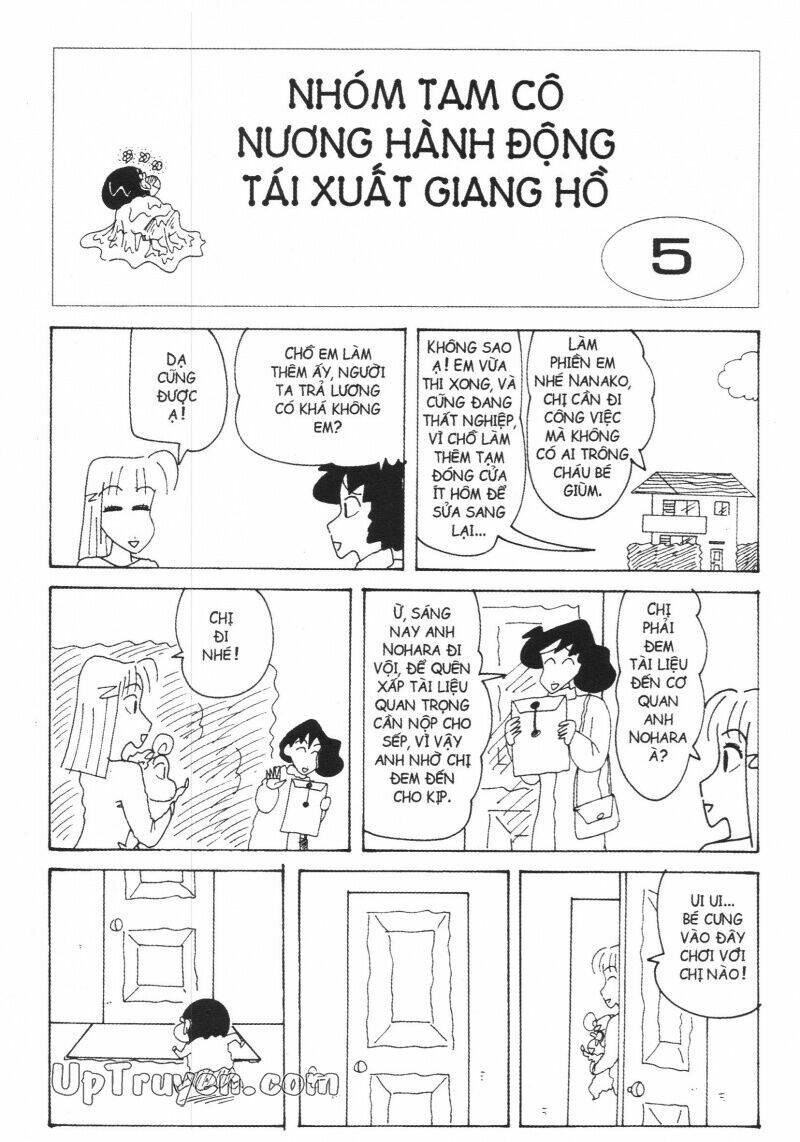 NHÓM TAM CÔ
NƯƠNG HÀNH ĐỘNG
TÁI XUẤT GIANG HỒ
5
LÀM
PHIỀN EM
NHÉ NANAKO,
CHỊ CẦN ĐI
CÔNG VIỆC
MÀ KHÔNG
CÓ AI TRÔNG
CHÁU BÉ
GIÙM.
KHÔNG SAO
Ạ! EM VỪA
THI XONG, VÀ
CŨNG ĐANG
THẤT NGHIỆP,
VÌ CHỖ LÀM
THÊM TẠM
ĐÓNG CỬA
ÍT HÔM ĐỂ
SỬA SANG
LẠI...
CHỖ EM LÀM
THÊM ẤY, NGƯỜI
TA TRẢ LƯƠNG
CÓ KHÁ KHÔNG
EM?
DẠ
CŨNG
ĐƯỢC
Ạ!
CHỊ
PHẢI
ĐEM
TÀI LIỆU
ĐẾN CƠ
QUAN
ANH
NOHARA
À?
Ừ, SÁNG
NAY ANH
NOHARA ĐI
VỘI, ĐỂ QUÊN
XẤP TÀI LIỆU
QUAN TRỌNG
CẦN NỘP CHO
SẾP, VÌ VẬY
ANH NHỜ CHỊ
ĐEM ĐẾN
CHO KỊP.
CHỊ
ĐI
NHÉ!
UI UI...
BÉ CƯNG
VÀO ĐÂY
CHƠI VỚI
CHỊ NÀO!
UpTruyen.com